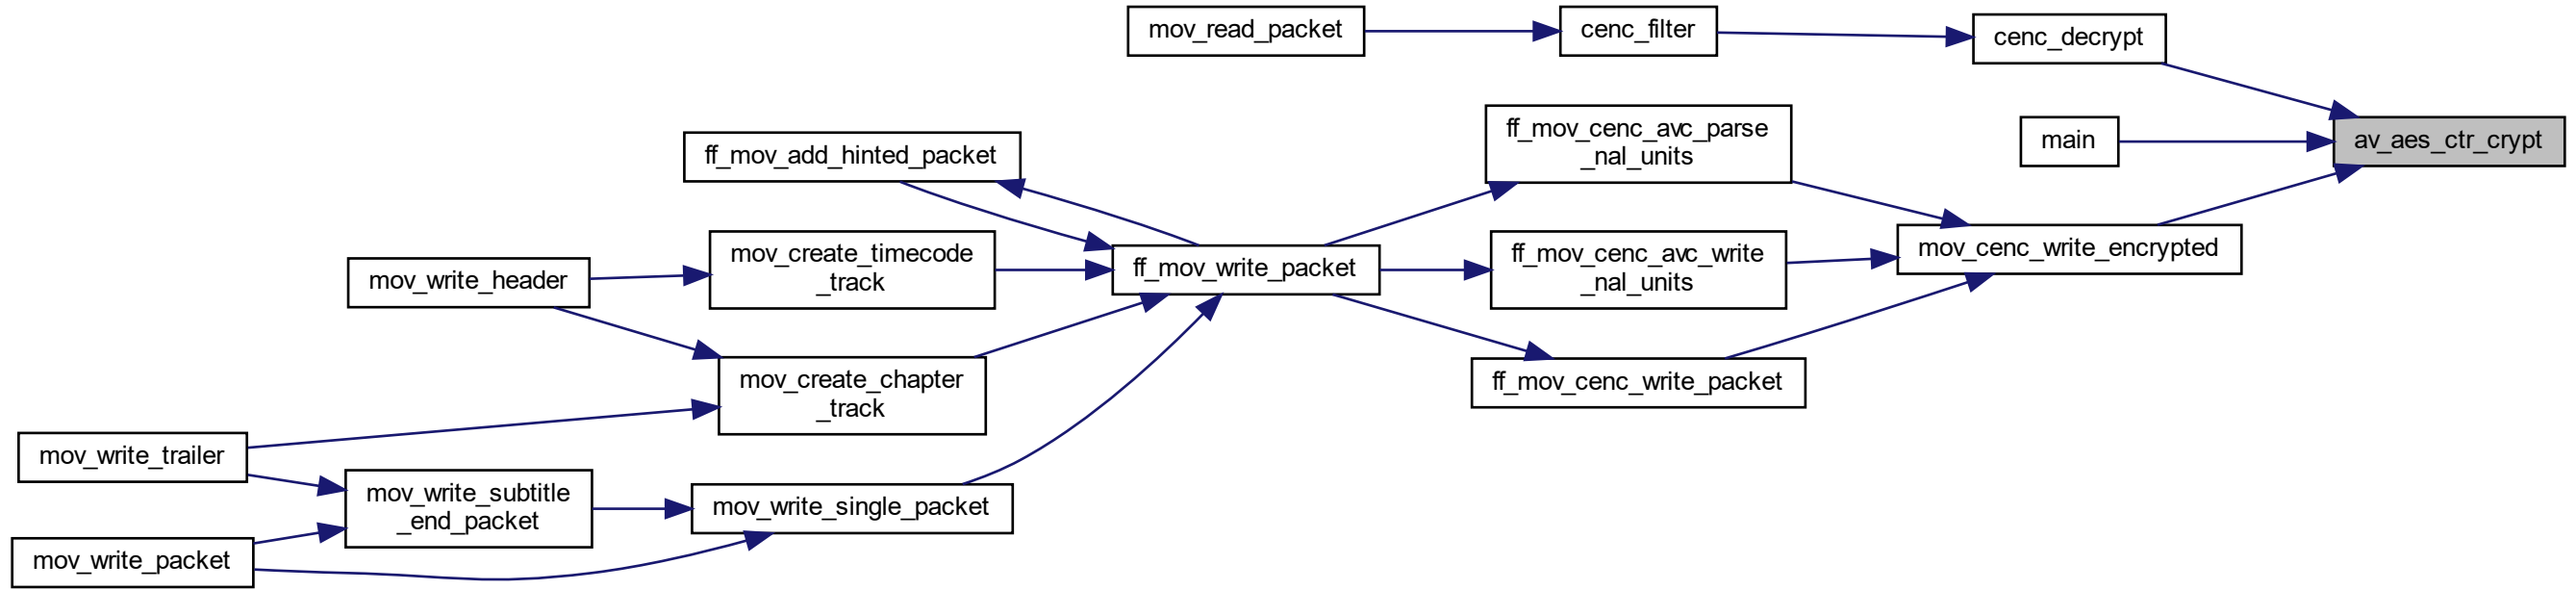 mov_read_packet
cenc_filter
cenc_decrypt
av_aes_ctr_crypt
main
ff_mov_cenc_avc_parse
_nal_units
ff_mov_add_hinted_packet
mov_cenc_write_encrypted
mov_create_timecode
_track
ff_mov_write_packet
ff_mov_cenc_avc_write
_nal_units
mov_write_header
mov_create_chapter
_track
ff_mov_cenc_write_packet
mov_write_trailer
mov_write_subtitle
_end_packet
mov_write_single_packet
mov_write_packet